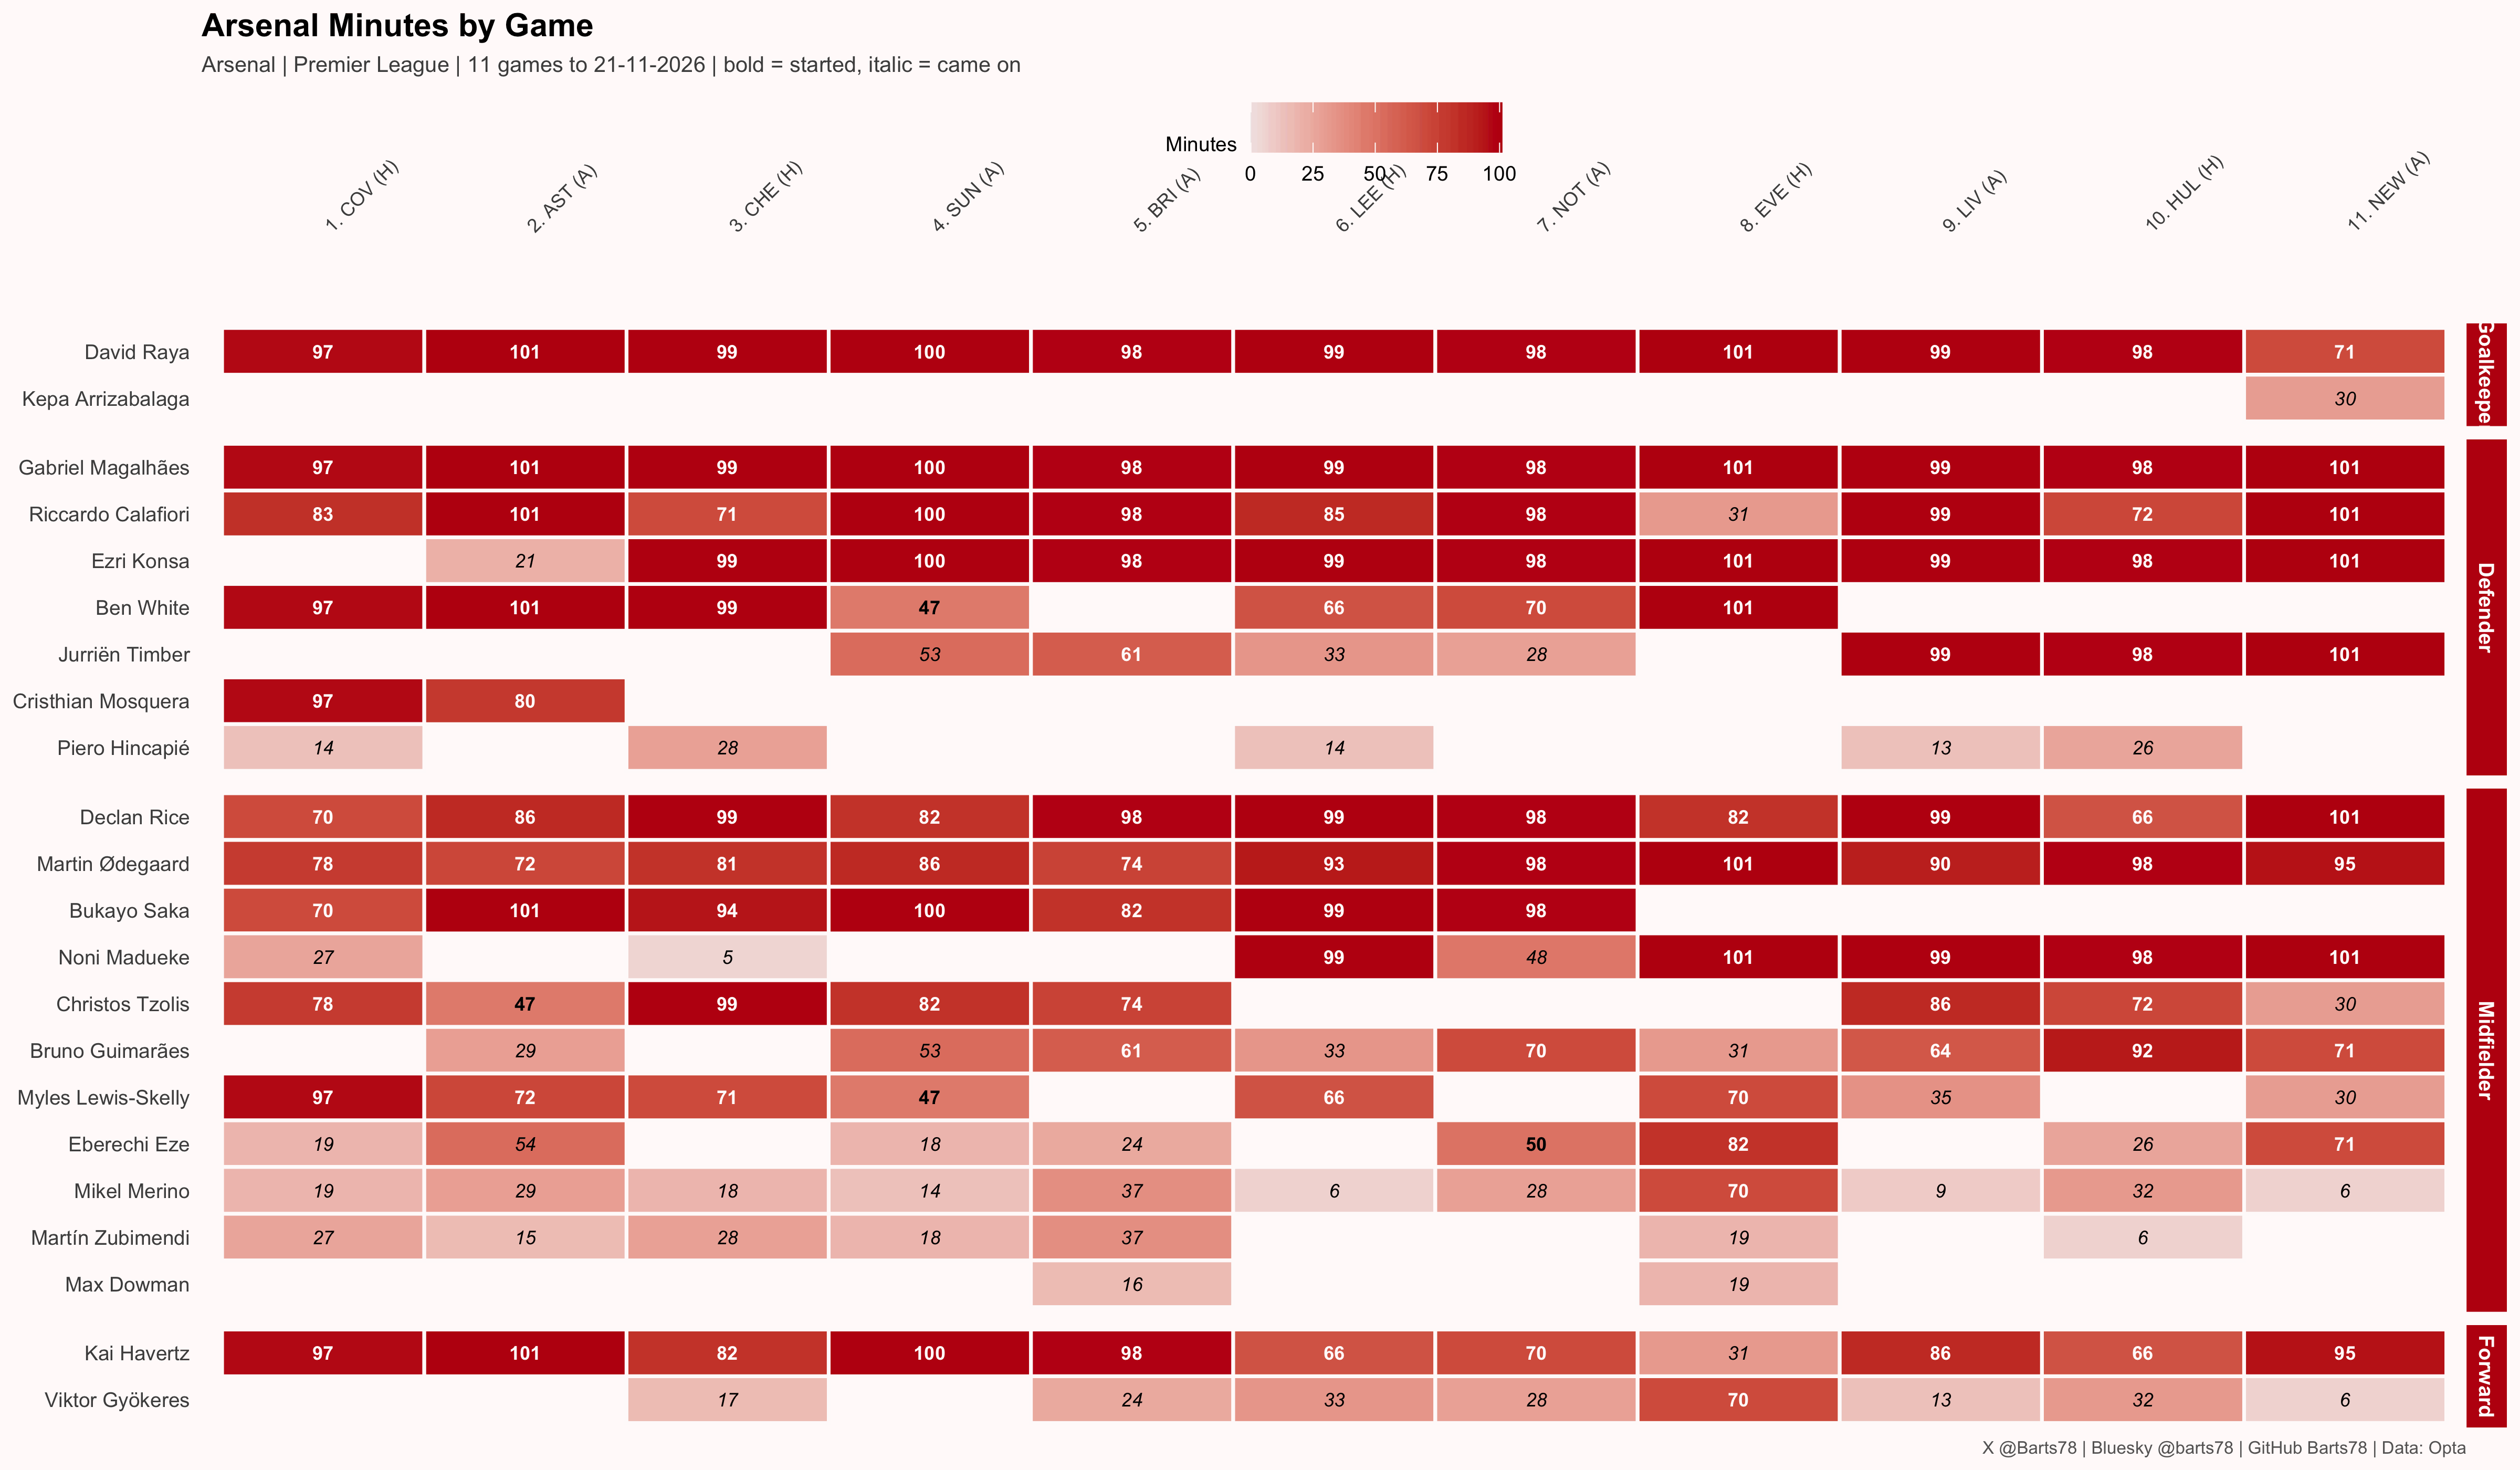 Arsenal Minutes by Game
Arsenal | Premier League | 11 games to 21-11-2026 | bold = started, italic = came on
Minutes
0 25 50 75 100
1. COV (H) 2. AST (A) 3. CHE (H) 4. SUN (A) 5. BRI (A) 6. LEE (H) 7. NOT (A) 8. EVE (H) 9. LIV (A) 10. HUL (H) 11. NEW (A)
Goalkeepe
David Raya 97 101 99 100 98 99 98 101 99 98 71
Kepa Arrizabalaga 30
Defender
Gabriel Magalhães 97 101 99 100 98 99 98 101 99 98 101
Riccardo Calafiori 83 101 71 100 98 85 98 31 99 72 101
Ezri Konsa 21 99 100 98 99 98 101 99 98 101
Ben White 97 101 99 47 66 70 101
Jurriën Timber 53 61 33 28 99 98 101
Cristhian Mosquera 97 80
Piero Hincapié 14 28 14 13 26
Midfielder
Declan Rice 70 86 99 82 98 99 98 82 99 66 101
Martin Ødegaard 78 72 81 86 74 93 98 101 90 98 95
Bukayo Saka 70 101 94 100 82 99 98
Noni Madueke 27 5 99 48 101 99 98 101
Christos Tzolis 78 47 99 82 74 86 72 30
Bruno Guimarães 29 53 61 33 70 31 64 92 71
Myles Lewis-Skelly 97 72 71 47 66 70 35 30
Eberechi Eze 19 54 18 24 50 82 26 71
Mikel Merino 19 29 18 14 37 6 28 70 9 32 6
Martín Zubimendi 27 15 28 18 37 19 6
Max Dowman 16 19
Forward
Kai Havertz 97 101 82 100 98 66 70 31 86 66 95
Viktor Gyökeres 17 24 33 28 70 13 32 6
X @Barts78 | Bluesky @barts78 | GitHub Barts78 | Data: Opta